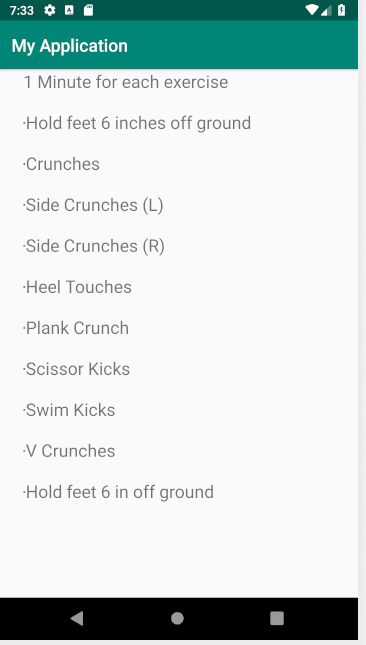 7:33
My Application
1 Minute for each exercise
·Hold feet 6 inches off ground
·Crunches
·Side Crunches (L)
·Side Crunches (R)
·Heel Touches
·Plank Crunch
·Scissor Kicks
·Swim Kicks
·V Crunches
·Hold feet 6 in off ground